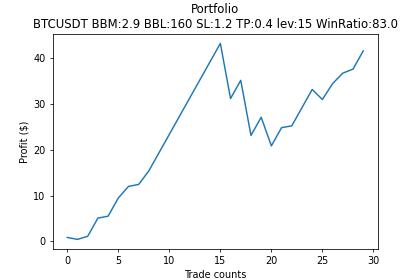 Portfolio
BTCUSDT BBM:2.9 BBL:160 SL:1.2 TP:0.4 lev:15 WinRatio:83.0
Profit ($)
40
30
20
10
0
0 5 10 15 20 25 30
Trade counts